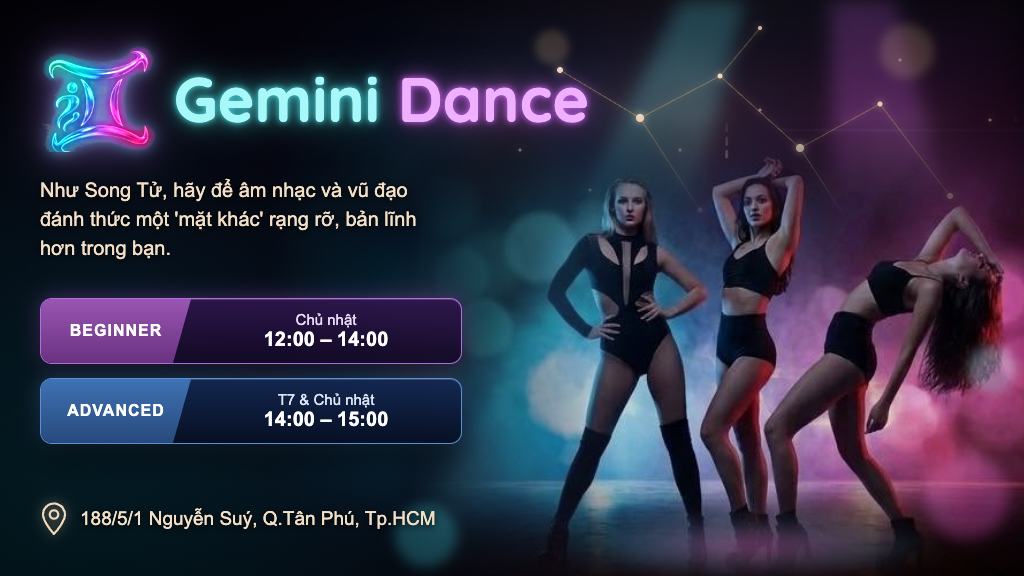 Gemini Dance
Như Song Tử, hãy để âm nhạc và vũ đạo
đánh thức một 'mặt khác' rạng rỡ, bản lĩnh
hơn trong bạn.
BEGINNER
Chủ nhật
12:00 – 14:00
ADVANCED
T7 & Chủ nhật
14:00 – 15:00
188/5/1 Nguyễn Suý, Q.Tân Phú, Tp.HCM